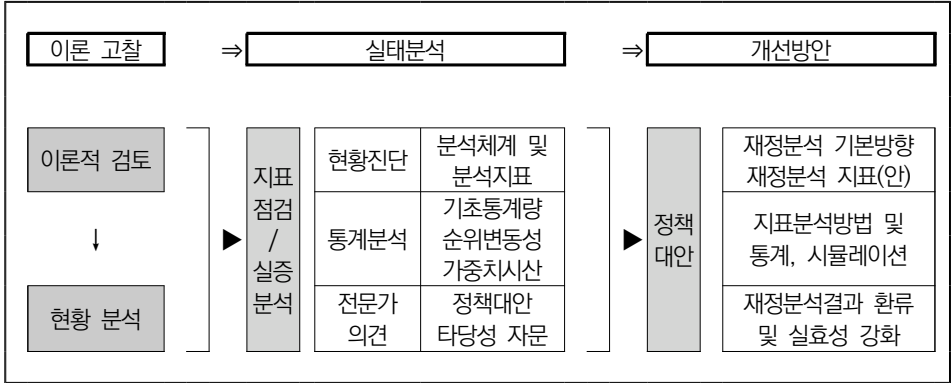 이론 고찰 ⇒ 실태분석 ⇒ 개선방안
이론적 검토
↓
현황 분석
▶
지표
점검
/
실증
분석
현황진단
분석체계 및
분석지표
통계분석
기초통계량
순위변동성
가중치시산
전문가
의견
정책대안
타당성 자문
▶
정책
대안
재정분석 기본방향
재정분석 지표(안)
지표분석방법 및
통계, 시뮬레이션
재정분석결과 환류
및 실효성 강화